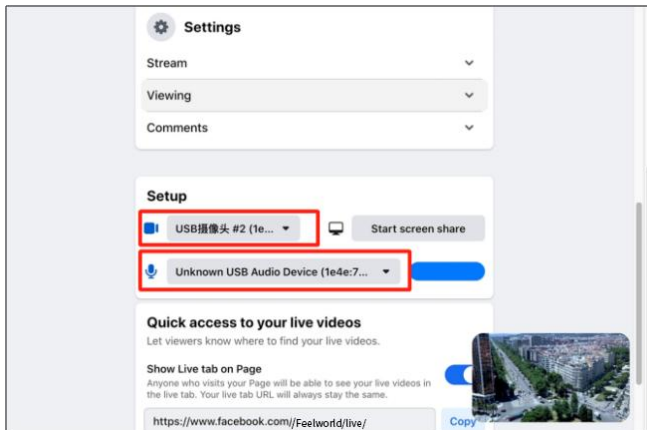 Settings
Stream
Viewing
Comments
Setup
USB摄像头 #2 (1e...
Start screen share
Unknown USB Audio Device (1e4e:7...
Quick access to your live videos
Let viewers know where to find your live videos.
Show Live tab on Page
Anyone who visits your Page will be able to see your live videos in
the live tab. Your live tab URL will always stay the same.
https://www.facebook.com//Feelworld/live/
Copy